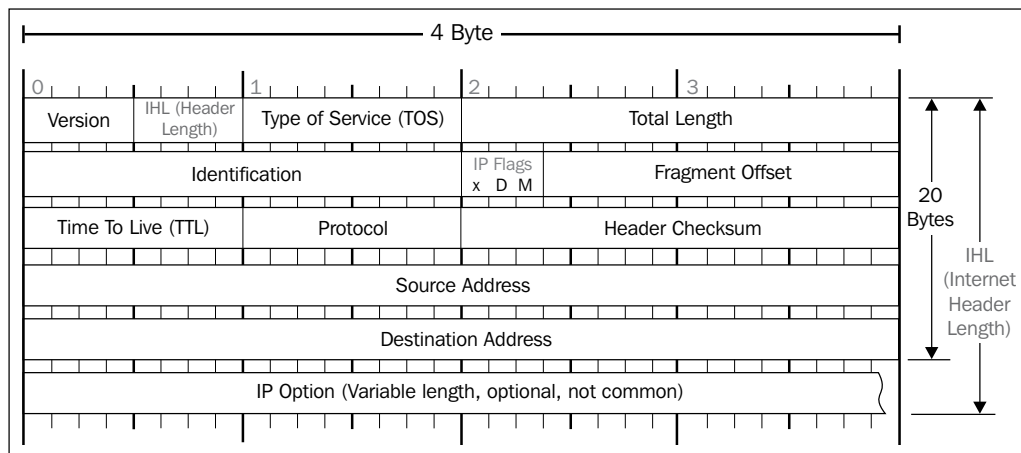 4 Byte
0 1 2 3
Version
IHL (Header
Length)
Type of Service (TOS)
Total Length
Identification
IP Flags
x D M
Fragment Offset
Time To Live (TTL)
Protocol
Header Checksum
Source Address
Destination Address
IP Option (Variable length, optional, not common)
20
Bytes
IHL
(Internet
Header
Length)